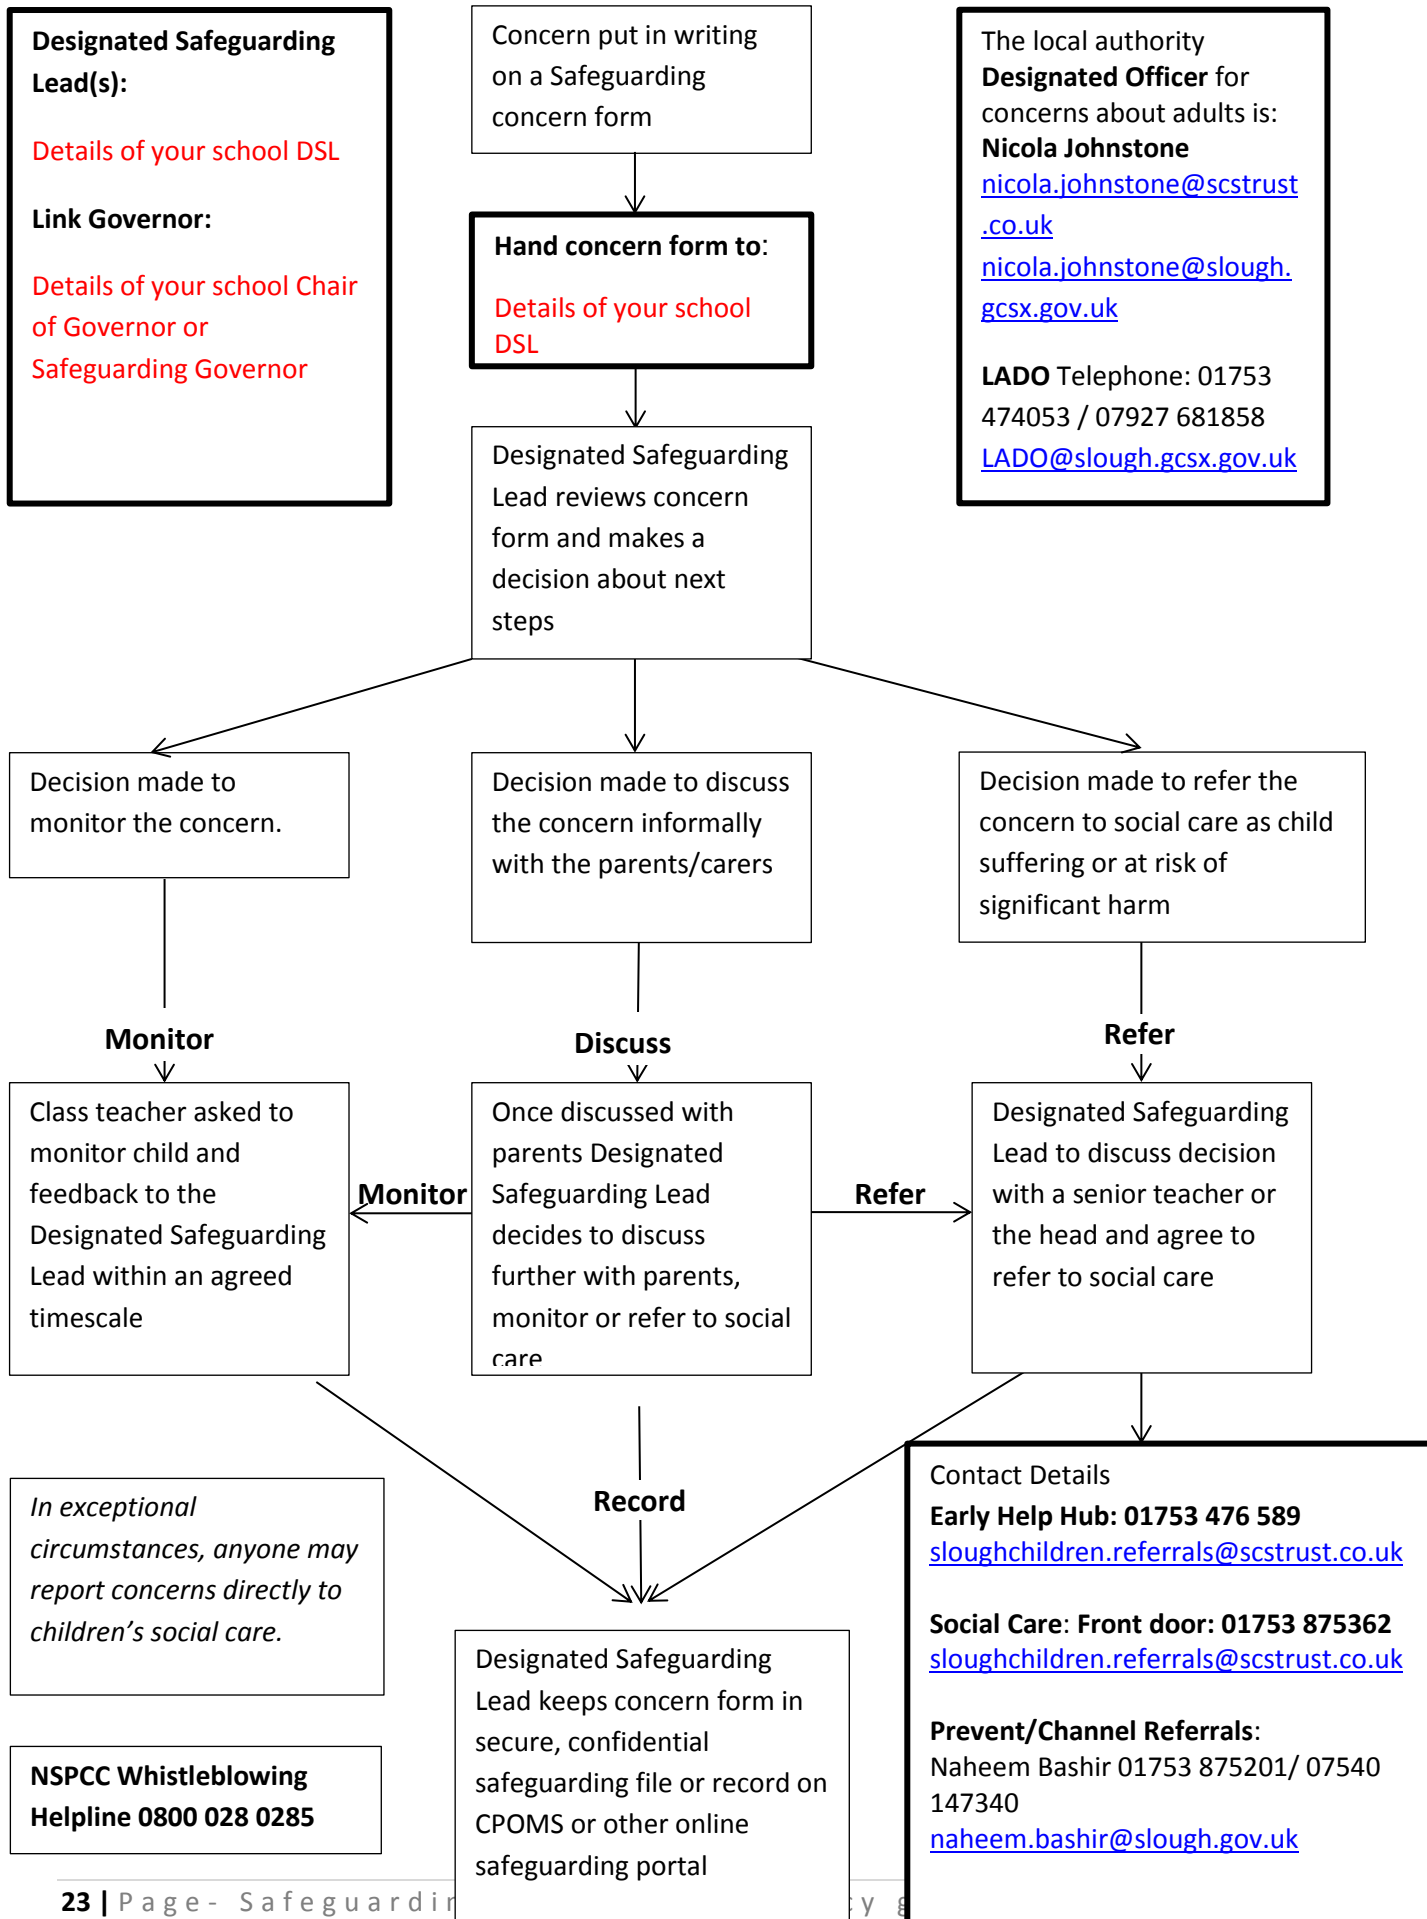 Designated Safeguarding
Lead(s):
Details of your school DSL
Link Governor:
Details of your school Chair
of Governor or
Safeguarding Governor
Concern put in writing
on a Safeguarding
concern form
The local authority
Designated Officer for
concerns about adults is:
Nicola Johnstone
nicola.johnstone@scstrust
.co.uk
nicola.johnstone@slough.
gcsx.gov.uk
LADO Telephone: 01753
474053 / 07927 681858
LADO@slough.gcsx.gov.uk
Hand concern form to:
Details of your school
DSL
Designated Safeguarding
Lead reviews concern
form and makes a
decision about next
steps
Decision made to
monitor the concern.
Decision made to discuss
the concern informally
with the parents/carers
Decision made to refer the
concern to social care as child
suffering or at risk of
significant harm
Monitor
Discuss
Refer
Class teacher asked to
monitor child and
feedback to the
Designated Safeguarding
Lead within an agreed
timescale
Monitor
Once discussed with
parents Designated
Safeguarding Lead
decides to discuss
further with parents,
monitor or refer to social
care
Refer
Designated Safeguarding
Lead to discuss decision
with a senior teacher or
the head and agree to
refer to social care
In exceptional
circumstances, anyone may
report concerns directly to
children’s social care.
Record
Contact Details
Early Help Hub: 01753 476 589
sloughchildren.referrals@scstrust.co.uk
Social Care: Front door: 01753 875362
sloughchildren.referrals@scstrust.co.uk
Prevent/Channel Referrals:
Naheem Bashir 01753 875201/ 07540
147340
naheem.bashir@slough.gov.uk
NSPCC Whistleblowing
Helpline 0800 028 0285
Designated Safeguarding
Lead keeps concern form in
secure, confidential
safeguarding file or record on
CPOMS or other online
safeguarding portal
23 | Page- Safeguardin